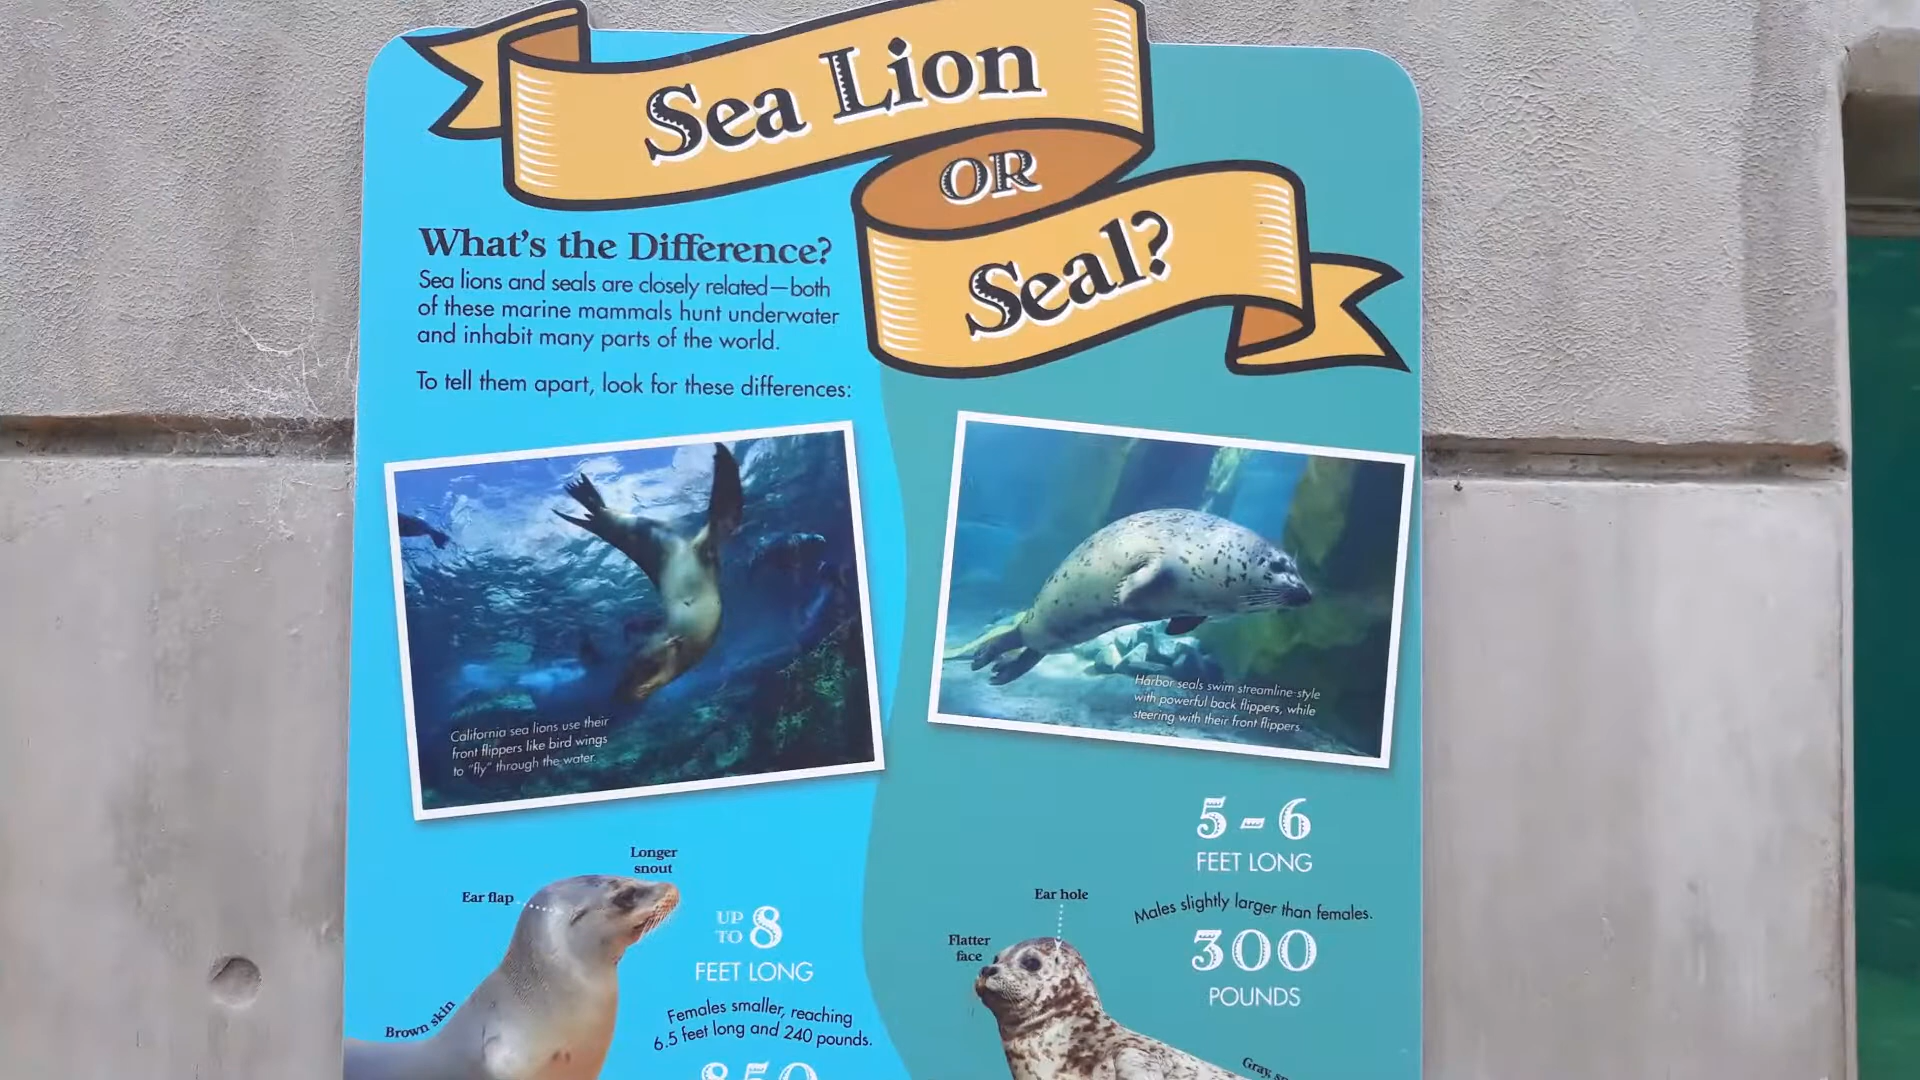 Sea Lion
OR
Seal?
What's the Difference?
Sea lions and seals are closely related—both
of these marine mammals hunt underwater
and inhabit many parts of the world.
To tell them apart, look for these differences:
California sea lions use their
front flippers like bird wings
to "fly" through the water.
Harbor seals swim streamline-style
with powerful back flippers, while
steering with their front flippers.
Longer
snout
Ear flap
Brown skin
UP
TO 8
FEET LONG
Females smaller, reaching
6.5 feet long and 240 pounds.
850
5-6
FEET LONG
Males slightly larger than females.
300
POUNDS
Ear hole
Flatter
face
Gray,